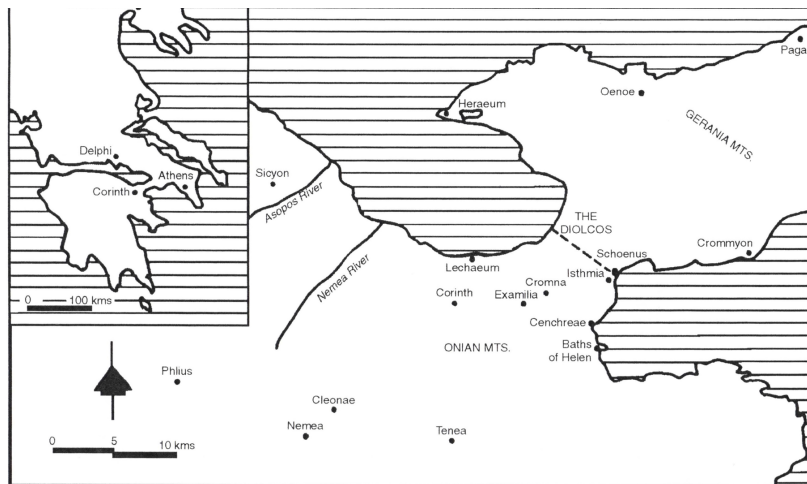 Delphi
Corinth
Athens
0 100 kms
Heraeum
Oenoe
Paga
GERANIA MTS.
Sicyon
Asopos River
Nemea River
THE
DIOLCOS
Schoenus
Isthmia
Crommyon
Lechaeum
Cromna
Corinth
Examilia
Cenchreae
ONIAN MTS.
Baths
of Helen
Phlius
Cleonae
Nemea
Tenea
0 5 10 kms